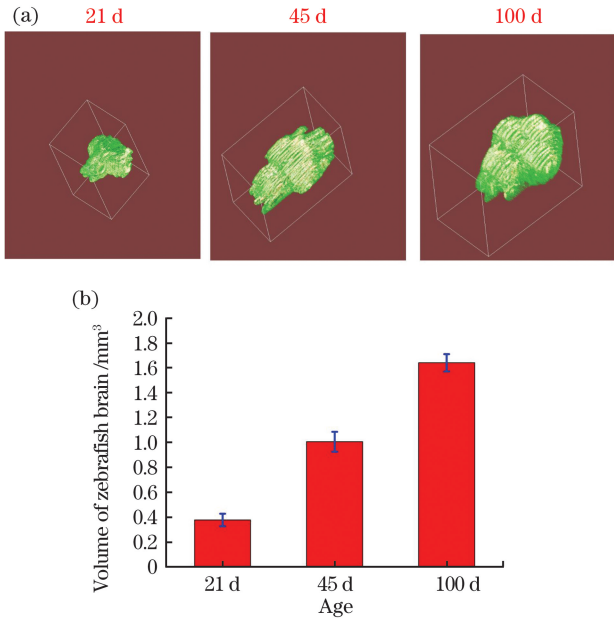 (a)
21 d
45 d
100 d
(b)
Volume of zebrafish brain /mm³
2.0
1.8
1.6
1.4
1.2
1.0
0.8
0.6
0.4
0.2
0
21 d
45 d
100 d
Age